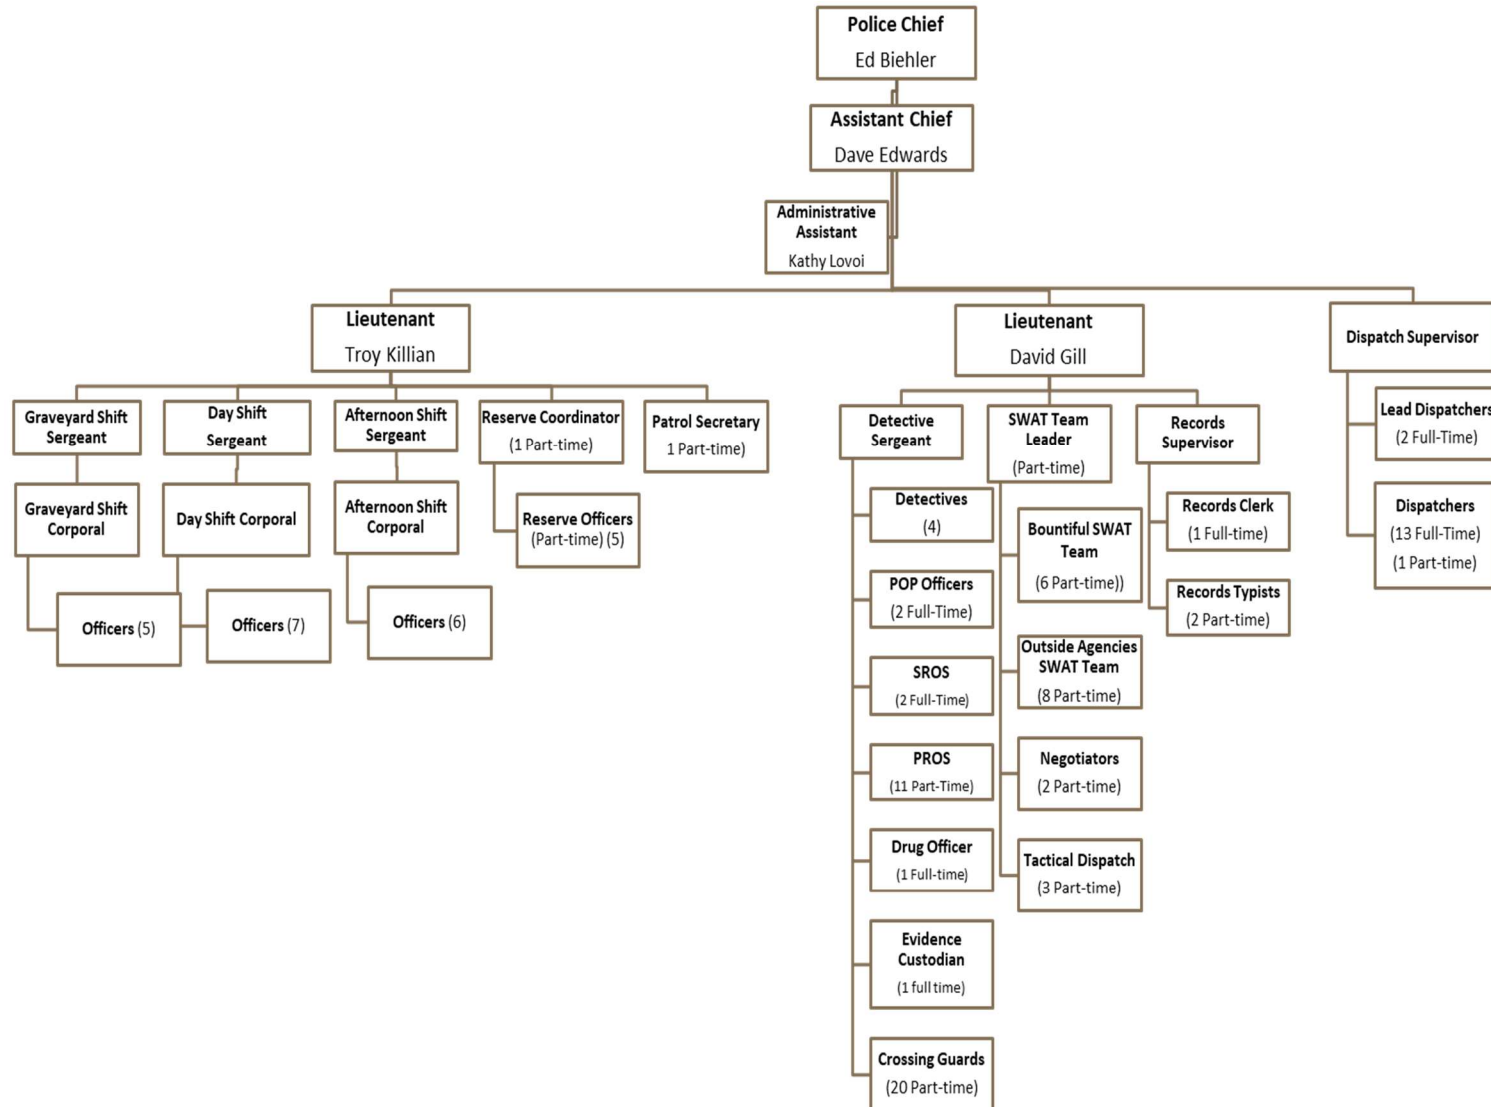 Police Chief
Ed Biehler
Assistant Chief
Dave Edwards
Administrative
Assistant
Kathy Lovoi
Lieutenant
Troy Killian
Lieutenant
David Gill
Dispatch Supervisor
Graveyard Shift
Sergeant
Day Shift
Sergeant
Afternoon Shift
Sergeant
Reserve Coordinator
(1 Part-time)
Patrol Secretary
1 Part-time)
Graveyard Shift
Corporal
Day Shift Corporal
Afternoon Shift
Corporal
Reserve Officers
(Part-time) (5)
Officers (5)
Officers (7)
Officers (6)
Detective
Sergeant
SWAT Team
Leader
(Part-time)
Records
Supervisor
Detectives
(4)
POP Officers
(2 Full-Time)
SROS
(2 Full-Time)
PROS
(11 Part-Time)
Drug Officer
(1 Full-time)
Evidence
Custodian
(1 full time)
Crossing Guards
(20 Part-time)
Bountiful SWAT
Team
(6 Part-time))
Outside Agencies
SWAT Team
(8 Part-time)
Negotiators
(2 Part-time)
Tactical Dispatch
(3 Part-time)
Records Clerk
(1 Full-time)
Records Typists
(2 Part-time)
Lead Dispatchers
(2 Full-Time)
Dispatchers
(13 Full-Time)
(1 Part-time)